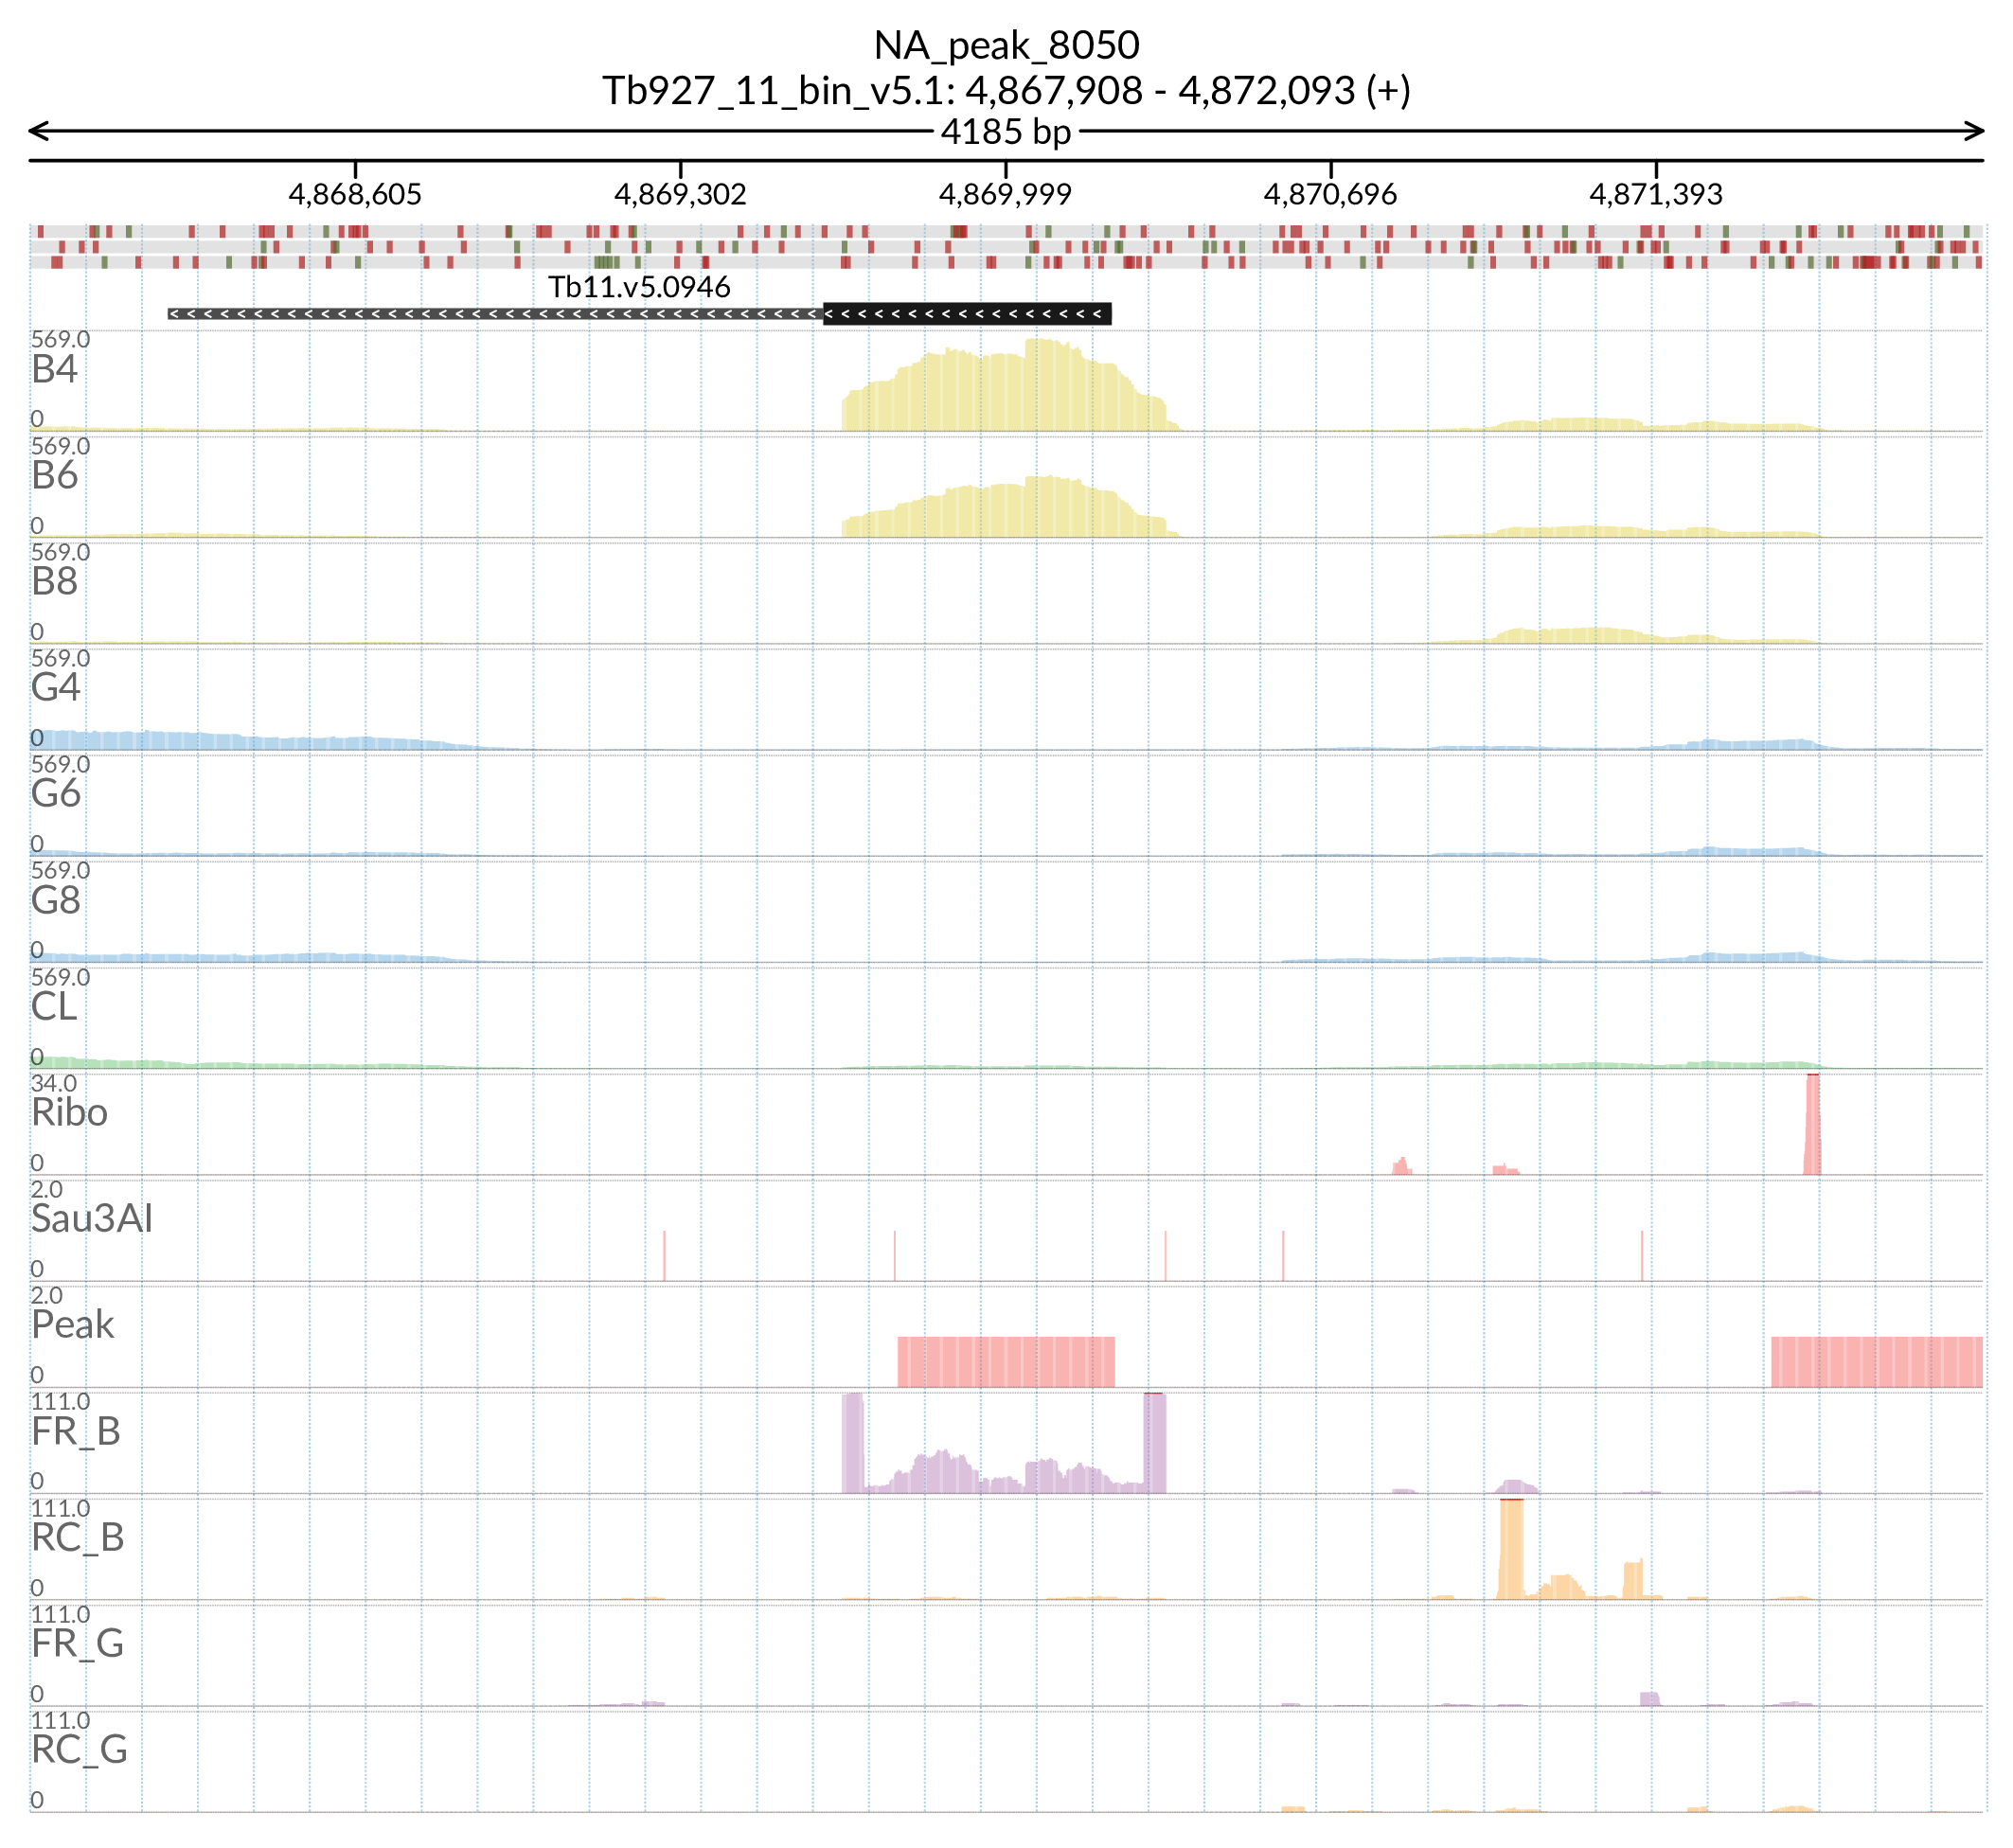 NA_peak_8050
Tb927_11_bin_v5.1: 4,867,908 - 4,872,093 (+)
4185 bp
4,868,605 4,869,302 4,869,999 4,870,696 4,871,393
Tb11.v5.0946
569.0
B4
0
569.0
B6
0
569.0
B8
0
569.0
G4
0
569.0
G6
0
569.0
G8
0
569.0
CL
0
34.0
Ribo
0
2.0
Sau3AI
0
2.0
Peak
0
111.0
FR_B
0
111.0
RC_B
0
111.0
FR_G
0
111.0
RC_G
0